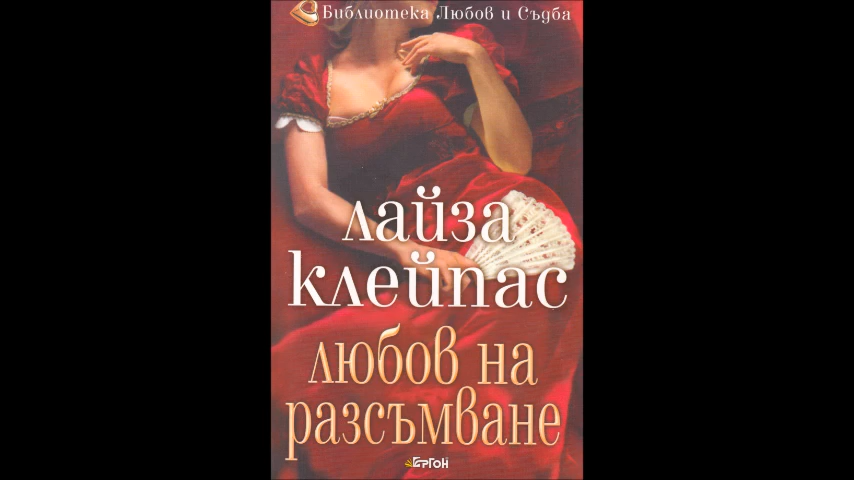 Библиотека Любов и Съдба
лайза
клейпас
любов на
разсъмване
ЕРГОН